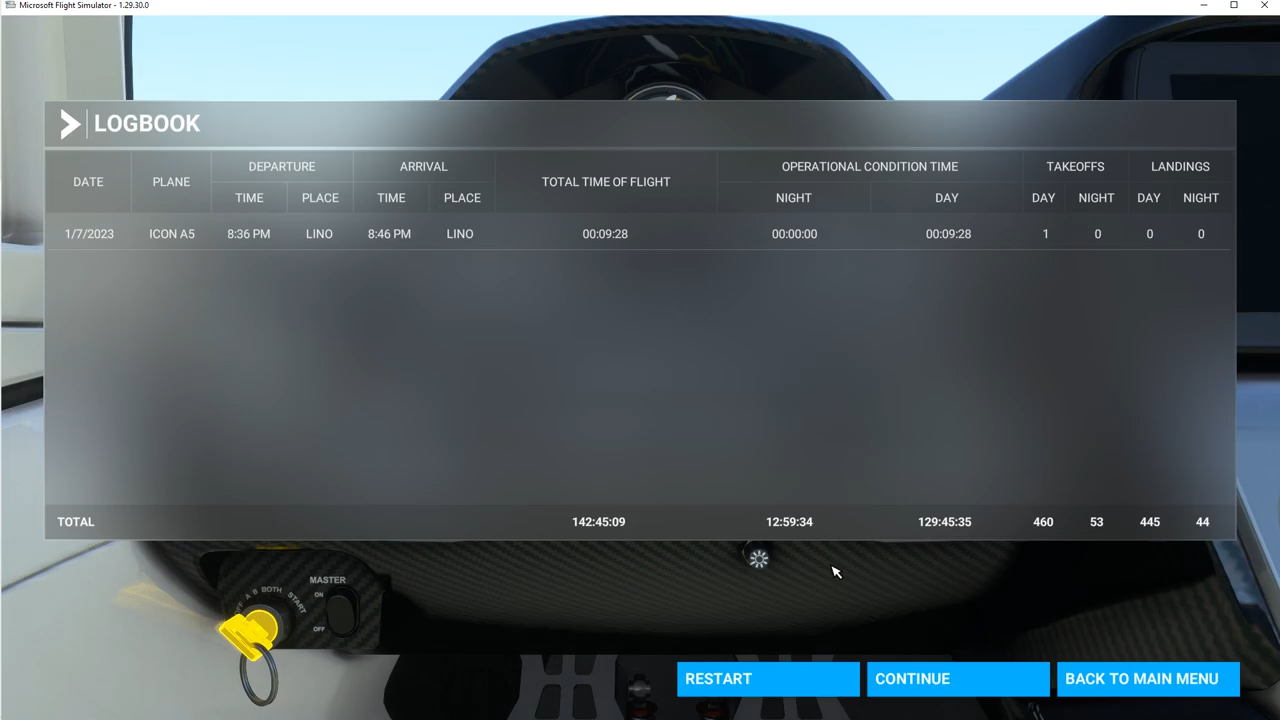 Microsoft Flight Simulator - 1.29.30.0
LOGBOOK
DATE PLANE DEPARTURE ARRIVAL TOTAL TIME OF FLIGHT OPERATIONAL CONDITION TIME TAKEOFFS LANDINGS
TIME PLACE TIME PLACE NIGHT DAY DAY NIGHT DAY NIGHT
1/7/2023 ICON A5 8:36 PM LINO 8:46 PM LINO 00:09:28 00:00:00 00:09:28 1 0 0 0
TOTAL 142:45:09 12:59:34 129:45:35 460 53 445 44
MASTER
ON
OFF
A B BOTH START
RESTART CONTINUE BACK TO MAIN MENU